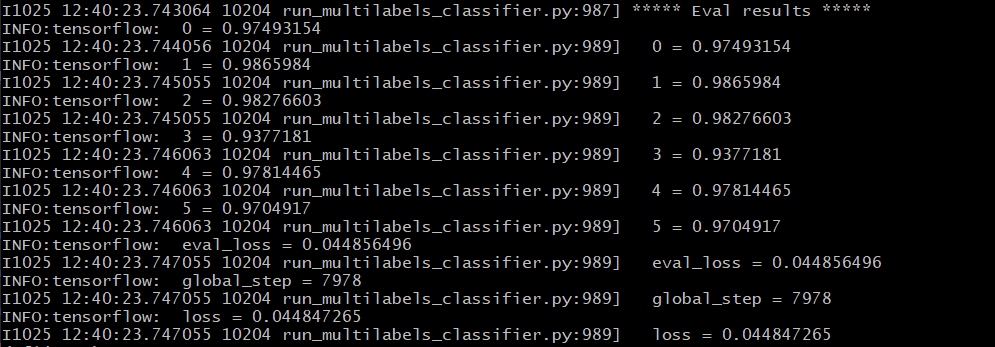 I1025 12:40:23.743064 10204 run_multilabels_classifier.py:987] ***** Eval results *****
INFO:tensorflow:  0 = 0.97493154
I1025 12:40:23.744056 10204 run_multilabels_classifier.py:989]   0 = 0.97493154
INFO:tensorflow:  1 = 0.9865984
I1025 12:40:23.745055 10204 run_multilabels_classifier.py:989]   1 = 0.9865984
INFO:tensorflow:  2 = 0.98276603
I1025 12:40:23.745055 10204 run_multilabels_classifier.py:989]   2 = 0.98276603
INFO:tensorflow:  3 = 0.9377181
I1025 12:40:23.746063 10204 run_multilabels_classifier.py:989]   3 = 0.9377181
INFO:tensorflow:  4 = 0.97814465
I1025 12:40:23.746063 10204 run_multilabels_classifier.py:989]   4 = 0.97814465
INFO:tensorflow:  5 = 0.9704917
I1025 12:40:23.746063 10204 run_multilabels_classifier.py:989]   5 = 0.9704917
INFO:tensorflow:  eval_loss = 0.044856496
I1025 12:40:23.747055 10204 run_multilabels_classifier.py:989]   eval_loss = 0.044856496
INFO:tensorflow:  global_step = 7978
I1025 12:40:23.747055 10204 run_multilabels_classifier.py:989]   global_step = 7978
INFO:tensorflow:  loss = 0.044847265
I1025 12:40:23.747055 10204 run_multilabels_classifier.py:989]   loss = 0.044847265